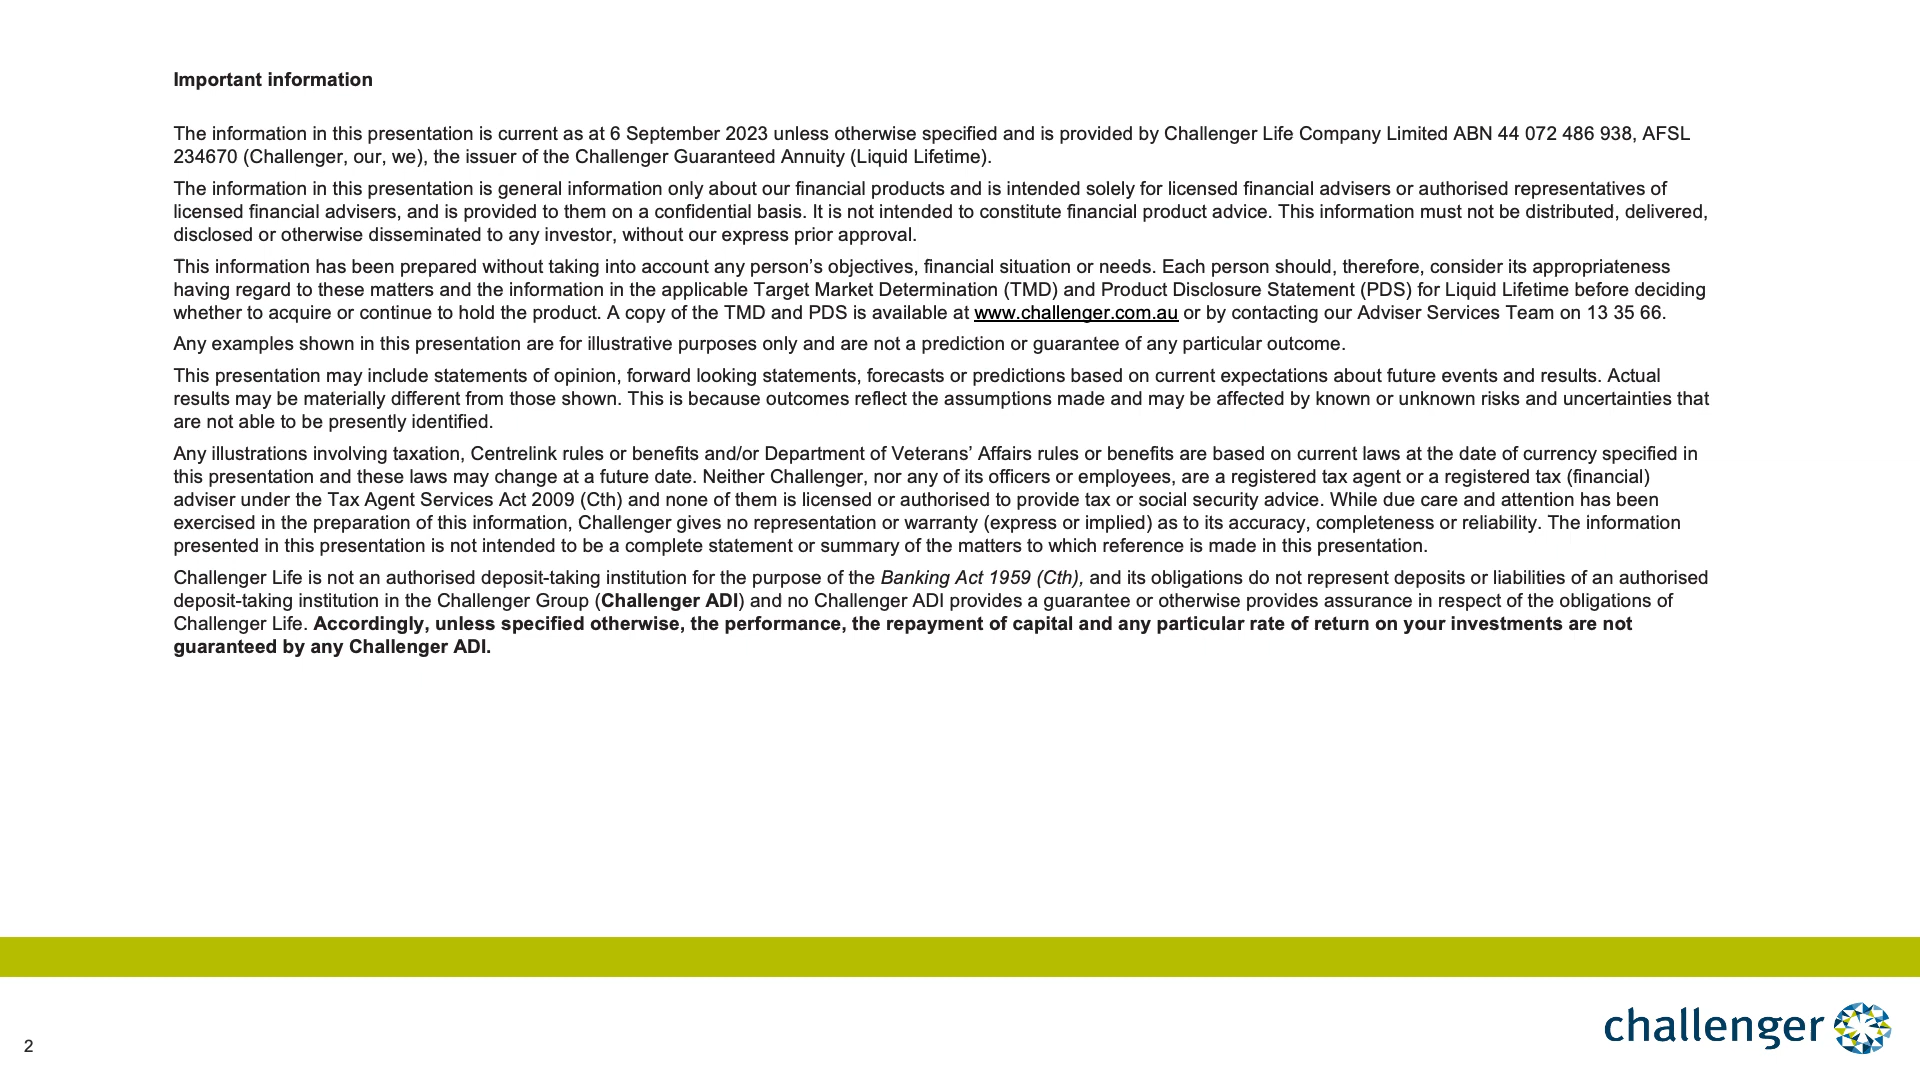 Important information
The information in this presentation is current as at 6 September 2023 unless otherwise specified and is provided by Challenger Life Company Limited ABN 44 072 486 938, AFSL
234670 (Challenger, our, we), the issuer of the Challenger Guaranteed Annuity (Liquid Lifetime).
The information in this presentation is general information only about our financial products and is intended solely for licensed financial advisers or authorised representatives of
licensed financial advisers, and is provided to them on a confidential basis. It is not intended to constitute financial product advice. This information must not be distributed, delivered,
disclosed or otherwise disseminated to any investor, without our express prior approval.
This information has been prepared without taking into account any person’s objectives, financial situation or needs. Each person should, therefore, consider its appropriateness
having regard to these matters and the information in the applicable Target Market Determination (TMD) and Product Disclosure Statement (PDS) for Liquid Lifetime before deciding
whether to acquire or continue to hold the product. A copy of the TMD and PDS is available at www.challenger.com.au or by contacting our Adviser Services Team on 13 35 66.
Any examples shown in this presentation are for illustrative purposes only and are not a prediction or guarantee of any particular outcome.
This presentation may include statements of opinion, forward looking statements, forecasts or predictions based on current expectations about future events and results. Actual
results may be materially different from those shown. This is because outcomes reflect the assumptions made and may be affected by known or unknown risks and uncertainties that
are not able to be presently identified.
Any illustrations involving taxation, Centrelink rules or benefits and/or Department of Veterans’ Affairs rules or benefits are based on current laws at the date of currency specified in
this presentation and these laws may change at a future date. Neither Challenger, nor any of its officers or employees, are a registered tax agent or a registered tax (financial)
adviser under the Tax Agent Services Act 2009 (Cth) and none of them is licensed or authorised to provide tax or social security advice. While due care and attention has been
exercised in the preparation of this information, Challenger gives no representation or warranty (express or implied) as to its accuracy, completeness or reliability. The information
presented in this presentation is not intended to be a complete statement or summary of the matters to which reference is made in this presentation.
Challenger Life is not an authorised deposit-taking institution for the purpose of the Banking Act 1959 (Cth), and its obligations do not represent deposits or liabilities of an authorised
deposit-taking institution in the Challenger Group (Challenger ADI) and no Challenger ADI provides a guarantee or otherwise provides assurance in respect of the obligations of
Challenger Life. Accordingly, unless specified otherwise, the performance, the repayment of capital and any particular rate of return on your investments are not
guaranteed by any Challenger ADI.
challenger
2